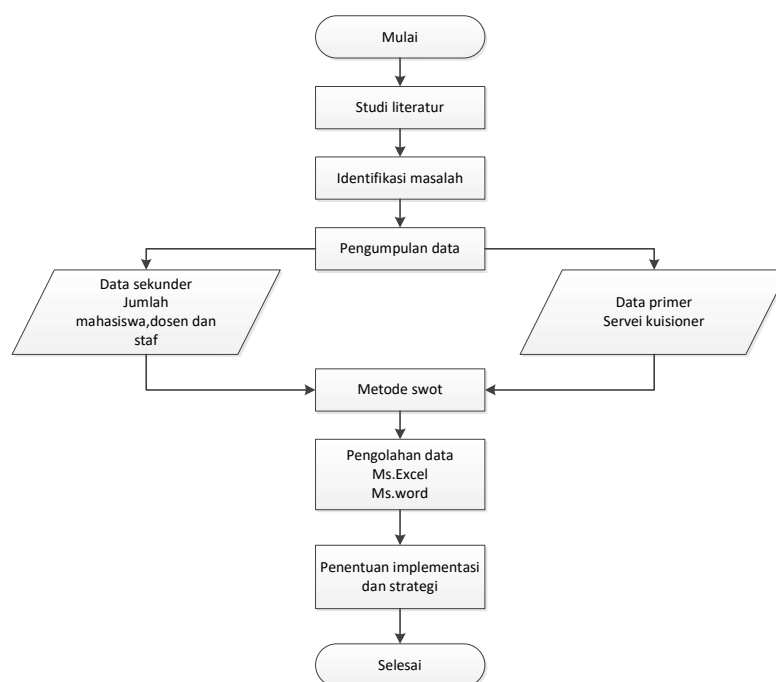 Mulai
Studi literatur
Identifikasi masalah
Pengumpulan data
Data sekunder
Jumlah
mahasiswa,dosen dan
staf
Data primer
Servei kuisioner
Metode swot
Pengolahan data
Ms.Excel
Ms.word
Penentuan implementasi
dan strategi
Selesai